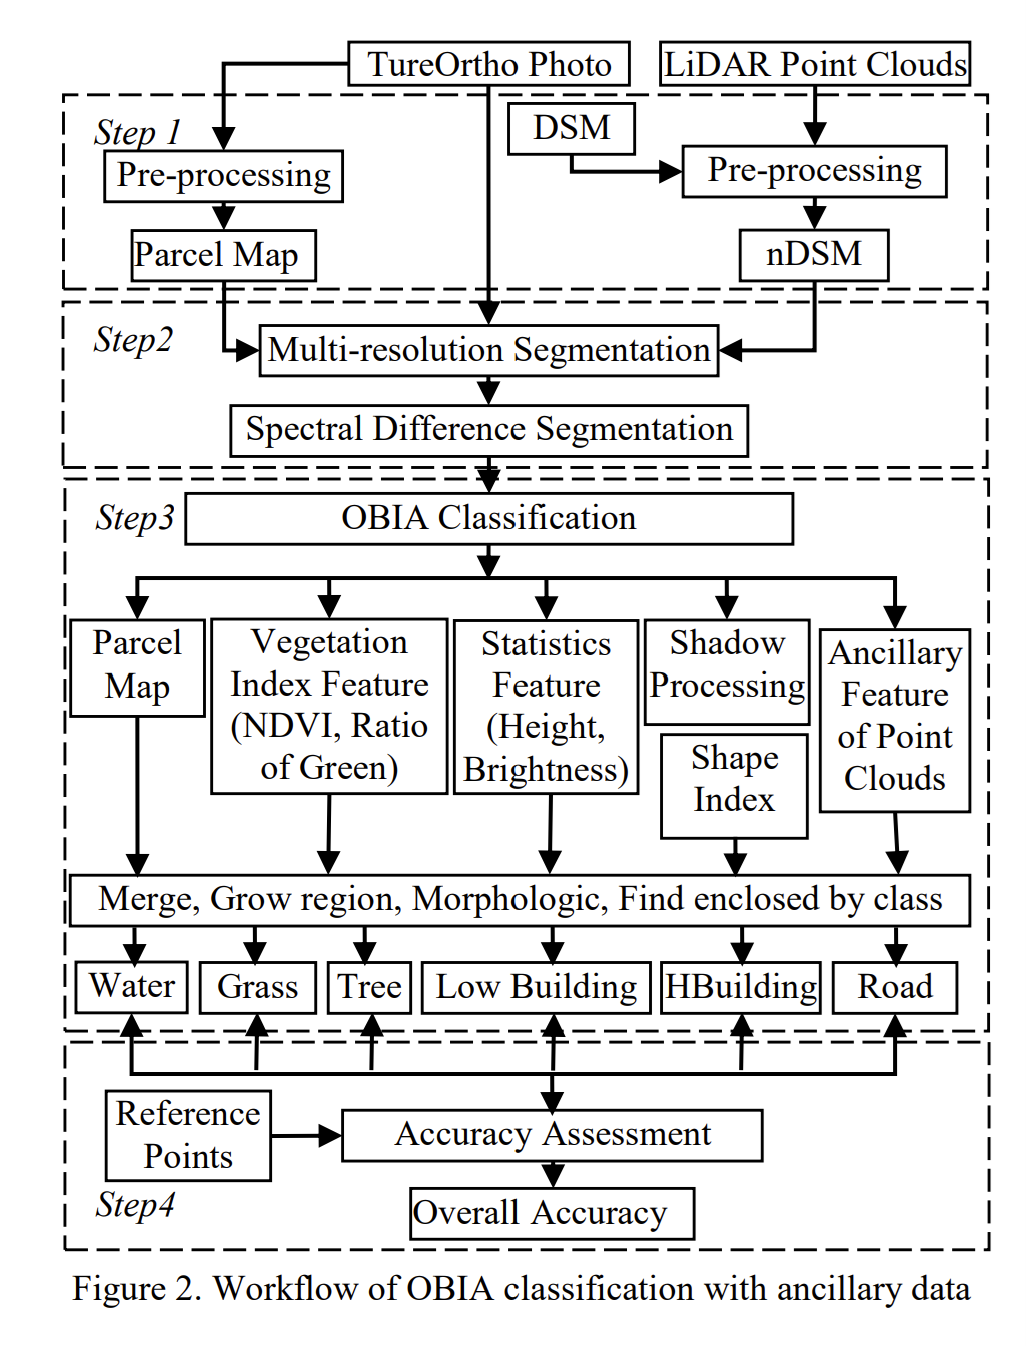 TureOrtho Photo
LiDAR Point Clouds
Step 1
DSM
Pre-processing
Pre-processing
Parcel Map
nDSM
Step2
Multi-resolution Segmentation
Spectral Difference Segmentation
Step3
OBIA Classification
Parcel
Map
Vegetation
Index Feature
(NDVI, Ratio
of Green)
Statistics
Feature
(Height,
Brightness)
Shadow
Processing
Shape
Index
Ancillary
Feature
of Point
Clouds
Merge, Grow region, Morphologic, Find enclosed by class
Water
Grass
Tree
Low Building
HBuilding
Road
Reference
Points
Accuracy Assessment
Step4
Overall Accuracy
Figure 2. Workflow of OBIA classification with ancillary data